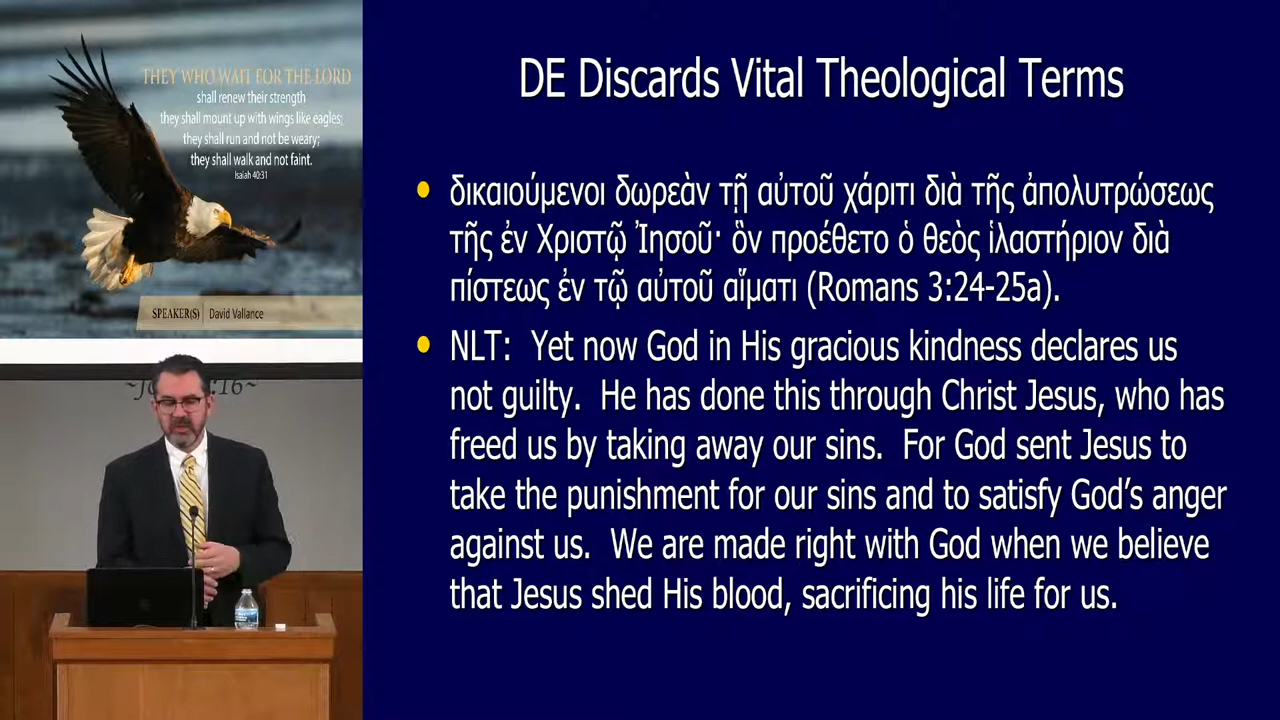 THEY WHO WAIT FOR THE LORD
shall renew their strength
they shall mount up with wings like eagles;
they shall run and not be weary;
they shall walk and not faint.
Isaiah 40:31
SPEAKER(S) David Vallance
:16~
DE Discards Vital Theological Terms
• δικαιούμενοι δωρεὰν τῇ αὐτοῦ χάριτι διὰ τῆς ἀπολυτρώσεως
τῆς ἐν Χριστῷ Ἰησοῦ· ὃν προέθετο ὁ θεὸς ἱλαστήριον διὰ
πίστεως ἐν τῷ αὐτοῦ αἵματι (Romans 3:24-25a).
• NLT: Yet now God in His gracious kindness declares us
not guilty. He has done this through Christ Jesus, who has
freed us by taking away our sins. For God sent Jesus to
take the punishment for our sins and to satisfy God’s anger
against us. We are made right with God when we believe
that Jesus shed His blood, sacrificing his life for us.